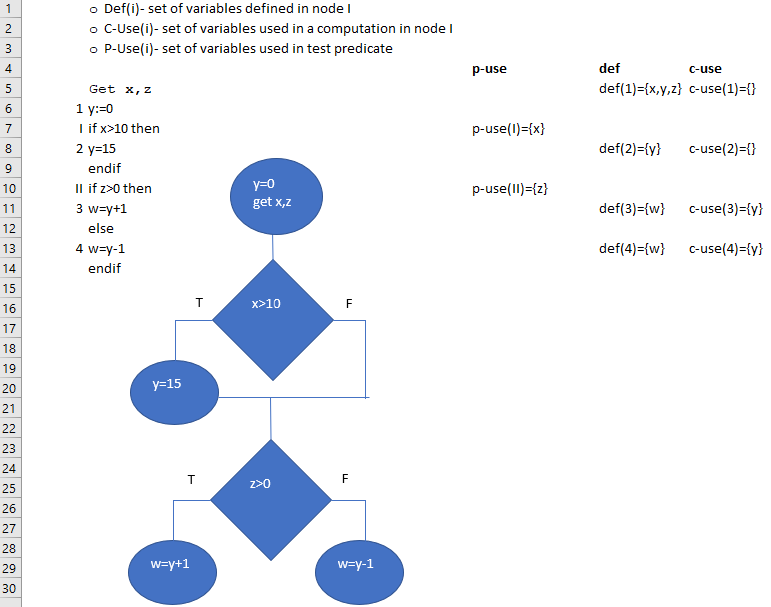 1 o Def(i)- set of variables defined in node I
2 o C-Use(i)- set of variables used in a computation in node I
3 o P-Use(i)- set of variables used in test predicate
4 p-use def c-use
5 Get x,z def(1)={x,y,z} c-use(1)={}
6 1 y:=0
7 I if x>10 then p-use(I)={x}
8 2 y=15 def(2)={y} c-use(2)={}
9 endif
10 II if z>0 then p-use(II)={z}
11 3 w=y+1 def(3)={w} c-use(3)={y}
12 else
13 4 w=y-1 def(4)={w} c-use(4)={y}
14 endif
15
16
17
18
19
20
21
22
23
24
25
26
27
28
29
30
y=0
get x,z
T x>10 F
y=15
T z>0 F
w=y+1 w=y-1